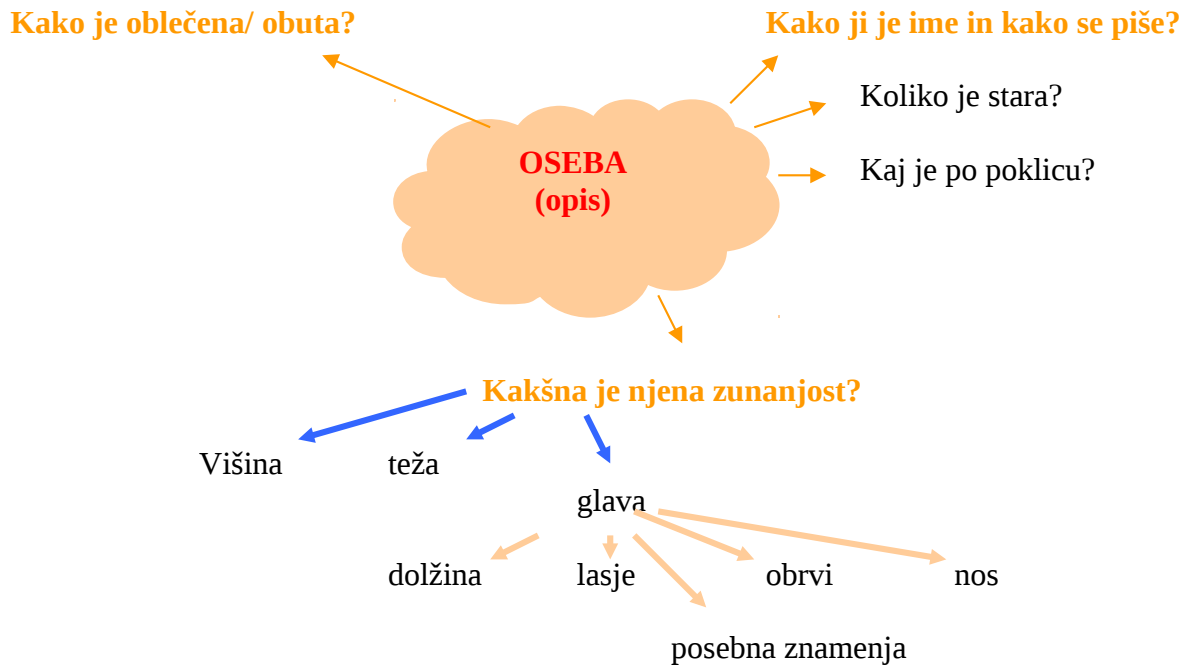 Kako je oblečena/ obuta?
Kako ji je ime in kako se piše?
Koliko je stara?
OSEBA
(opis)
Kaj je po poklicu?
Kakšna je njena zunanjost?
Višina
teža
glava
dolžina
lasje
obrvi
nos
posebna znamenja